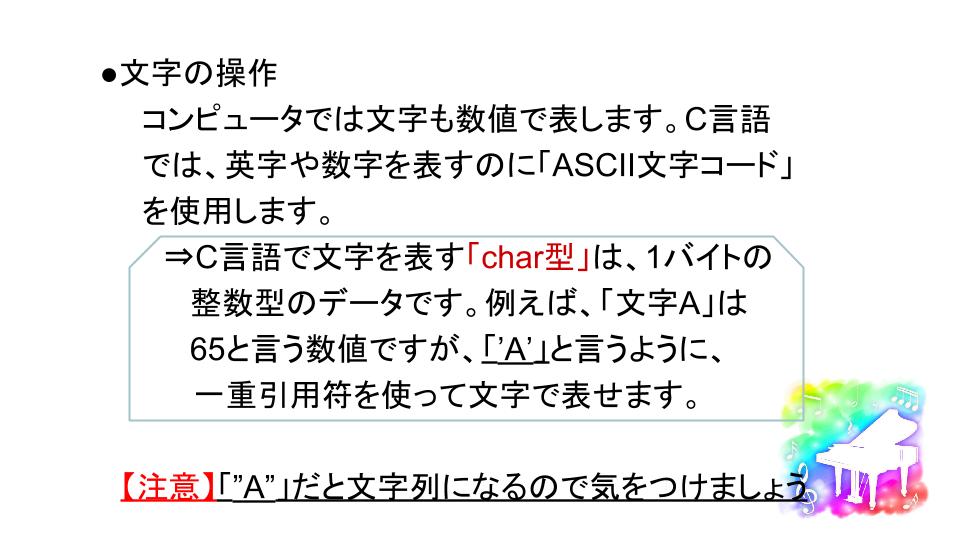 ●文字の操作
コンピュータでは文字も数値で表します。C言語
では、英字や数字を表すのに「ASCII文字コード」
を使用します。
⇒C言語で文字を表す「char型」は、1バイトの
整数型のデータです。例えば、「文字A」は
65と言う数値ですが、「’A’」と言うように、
一重引用符を使って文字で表せます。
【注意】「”A”」だと文字列になるので気をつけましょう